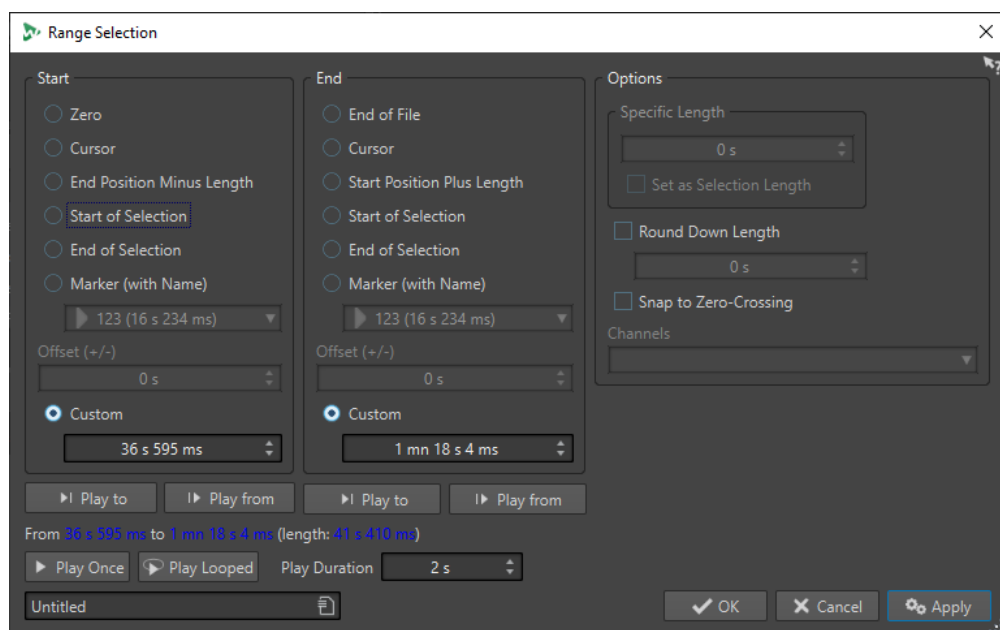 Range Selection
Start
Zero
Cursor
End Position Minus Length
Start of Selection
End of Selection
Marker (with Name)
123 (16 s 234 ms)
Offset (+/-)
0 s
Custom
36 s 595 ms
Play to
Play from
End
End of File
Cursor
Start Position Plus Length
Start of Selection
End of Selection
Marker (with Name)
123 (16 s 234 ms)
Offset (+/-)
0 s
Custom
1 mn 18 s 4 ms
Play to
Play from
Options
Specific Length
0 s
Set as Selection Length
Round Down Length
0 s
Snap to Zero-Crossing
Channels
From 36 s 595 ms to 1 mn 18 s 4 ms (length: 41 s 410 ms)
Play Once
Play Looped
Play Duration
2 s
Untitled
OK
Cancel
Apply